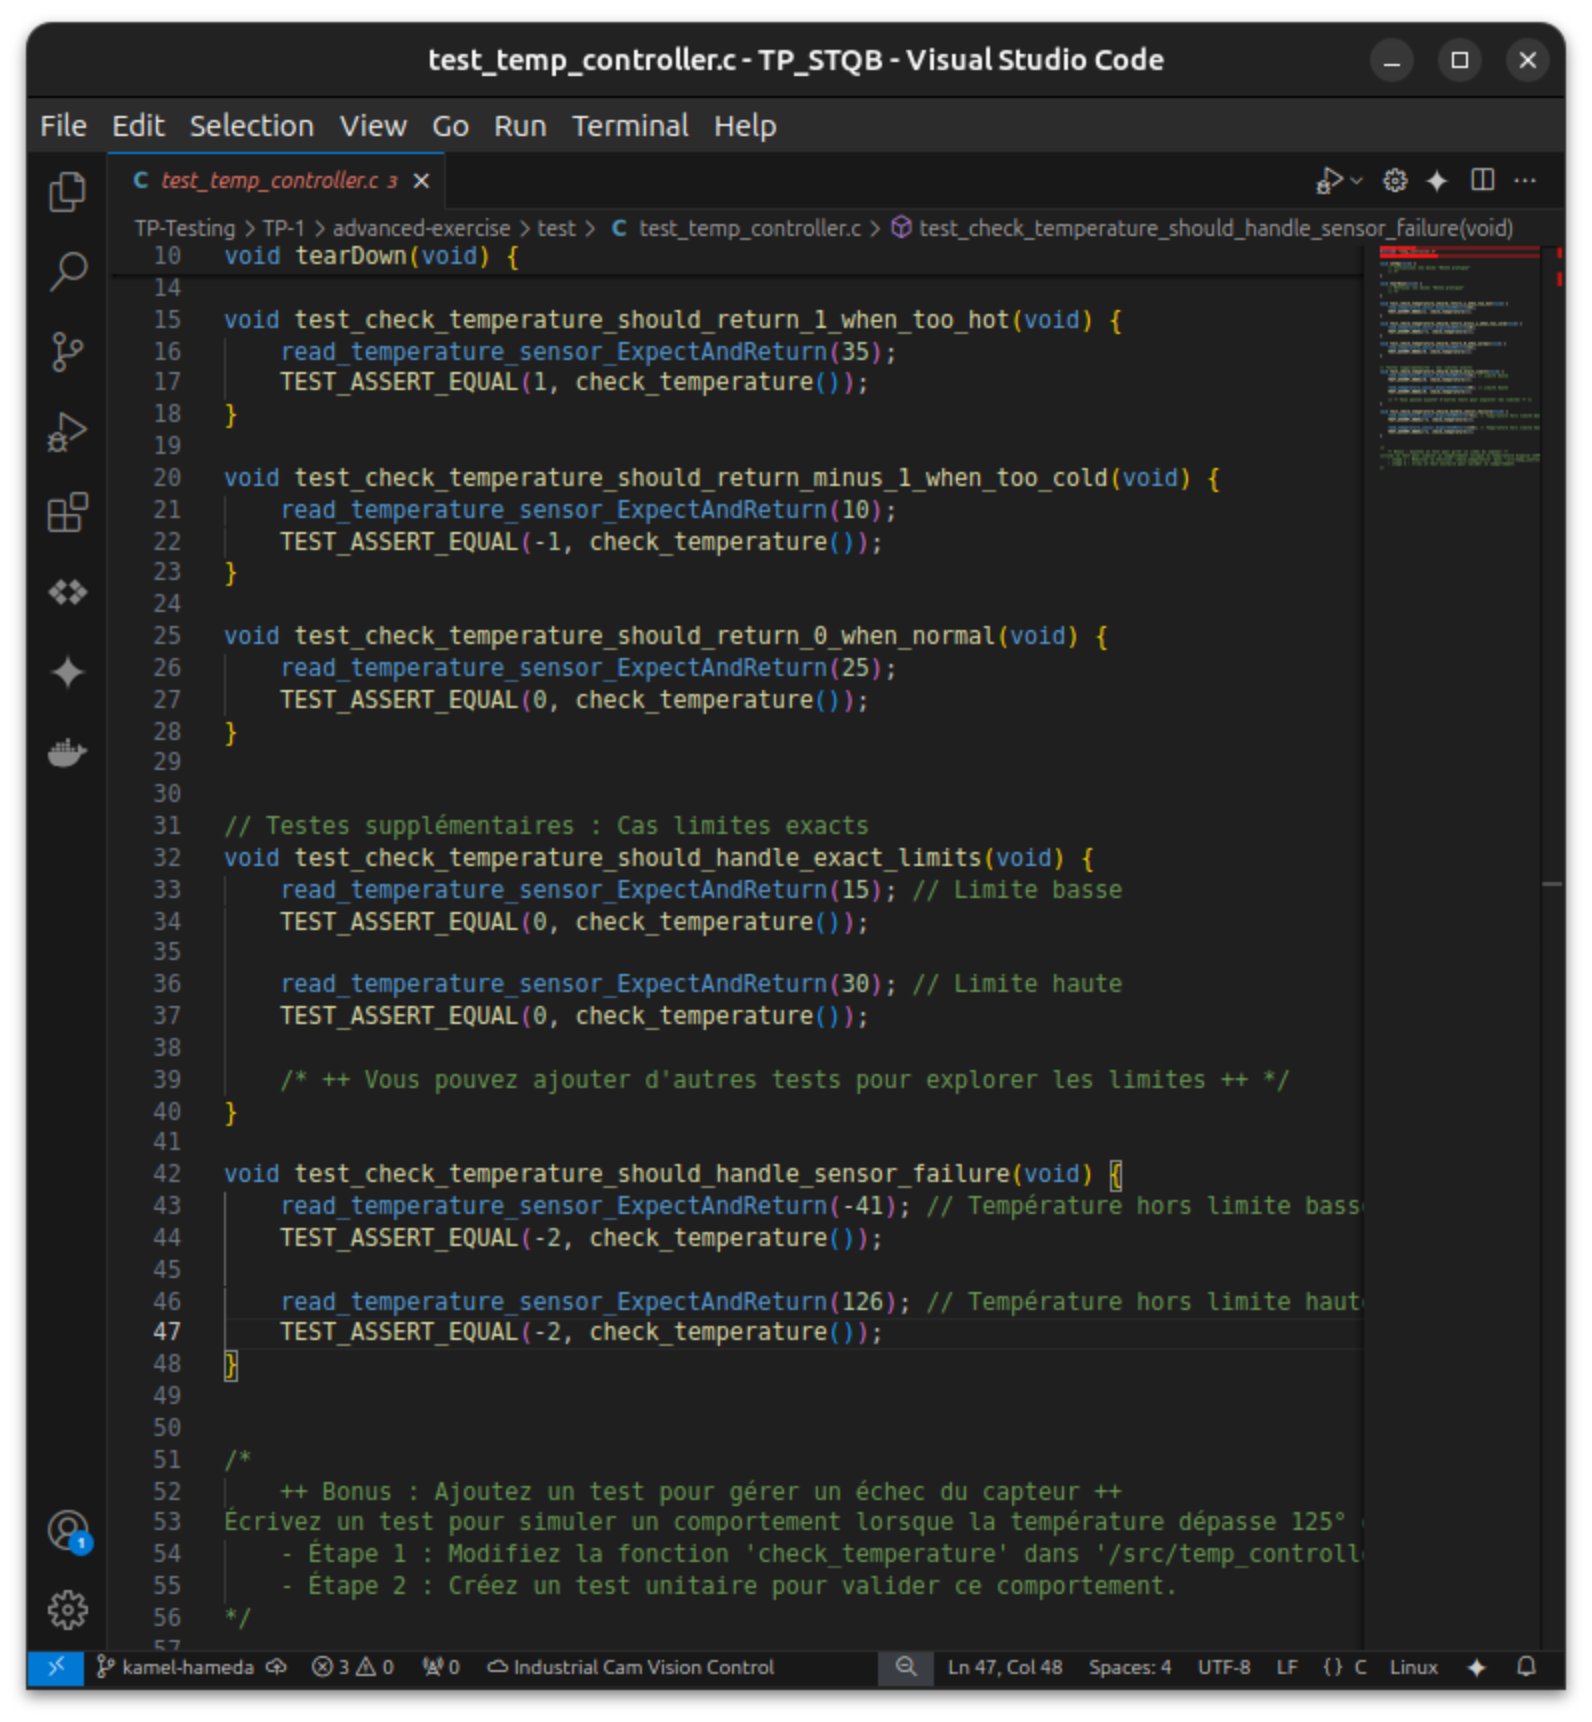 test_temp_controller.c - TP_STQB - Visual Studio Code
File Edit Selection View Go Run Terminal Help
C test_temp_controller.c 3
TP-Testing > TP-1 > advanced-exercise > test > C test_temp_controller.c > test_check_temperature_should_handle_sensor_failure(void)
10 void tearDown(void) {
14
15 void test_check_temperature_should_return_1_when_too_hot(void) {
16 read_temperature_sensor_ExpectAndReturn(35);
17 TEST_ASSERT_EQUAL(1, check_temperature());
18 }
19
20 void test_check_temperature_should_return_minus_1_when_too_cold(void) {
21 read_temperature_sensor_ExpectAndReturn(10);
22 TEST_ASSERT_EQUAL(-1, check_temperature());
23 }
24
25 void test_check_temperature_should_return_0_when_normal(void) {
26 read_temperature_sensor_ExpectAndReturn(25);
27 TEST_ASSERT_EQUAL(0, check_temperature());
28 }
29
30
31 // Testes supplémentaires : Cas limites exacts
32 void test_check_temperature_should_handle_exact_limits(void) {
33 read_temperature_sensor_ExpectAndReturn(15); // Limite basse
34 TEST_ASSERT_EQUAL(0, check_temperature());
35
36 read_temperature_sensor_ExpectAndReturn(30); // Limite haute
37 TEST_ASSERT_EQUAL(0, check_temperature());
38
39 /* ++ Vous pouvez ajouter d'autres tests pour explorer les limites ++ */
40 }
41
42 void test_check_temperature_should_handle_sensor_failure(void) {
43 read_temperature_sensor_ExpectAndReturn(-41); // Température hors limite bass
44 TEST_ASSERT_EQUAL(-2, check_temperature());
45
46 read_temperature_sensor_ExpectAndReturn(126); // Température hors limite haut
47 TEST_ASSERT_EQUAL(-2, check_temperature());
48 }
49
50
51 /*
52 ++ Bonus : Ajoutez un test pour gérer un échec du capteur ++
53 Écrivez un test pour simuler un comportement lorsque la température dépasse 125°
54 - Étape 1 : Modifiez la fonction 'check_temperature' dans '/src/temp_controll
55 - Étape 2 : Créez un test unitaire pour valider ce comportement.
56 */
57
1
kamel-hameda 3 0 0 Industrial Cam Vision Control Ln 47, Col 48 Spaces: 4 UTF-8 LF {} C Linux